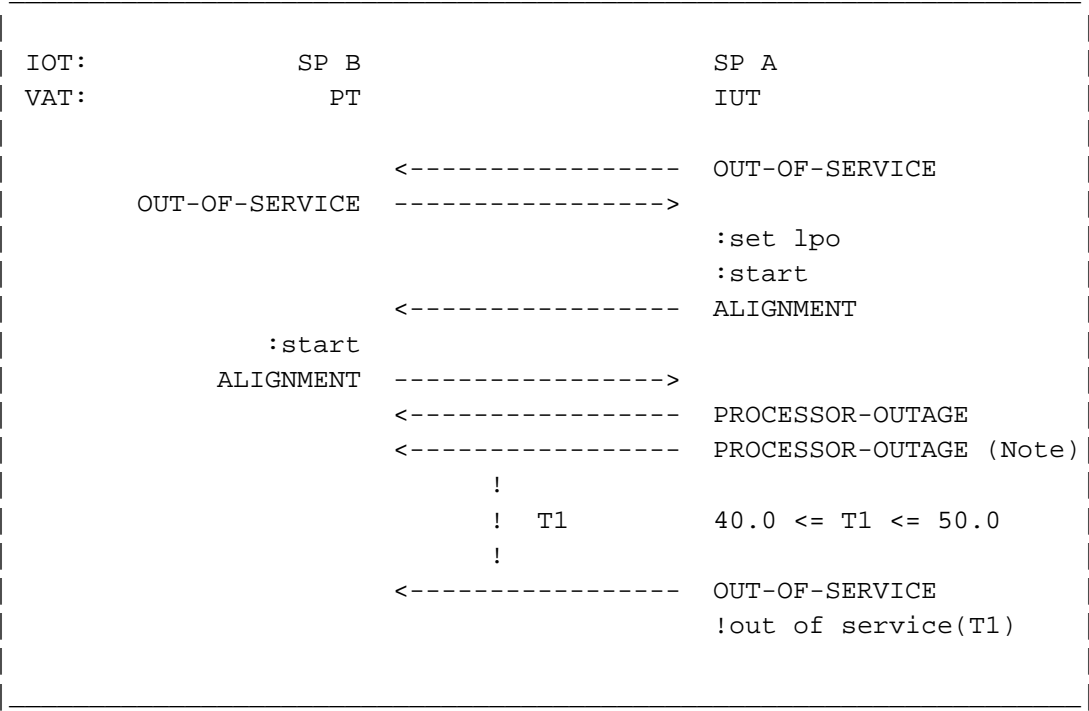 IOT: SP B SP A
VAT: PT IUT
<----------------- OUT-OF-SERVICE
OUT-OF-SERVICE ----------------->
:set lpo
:start
<----------------- ALIGNMENT
:start
ALIGNMENT ----------------->
<----------------- PROCESSOR-OUTAGE
<----------------- PROCESSOR-OUTAGE (Note)
!
! T1 40.0 <= T1 <= 50.0
!
<----------------- OUT-OF-SERVICE
!out of service(T1)